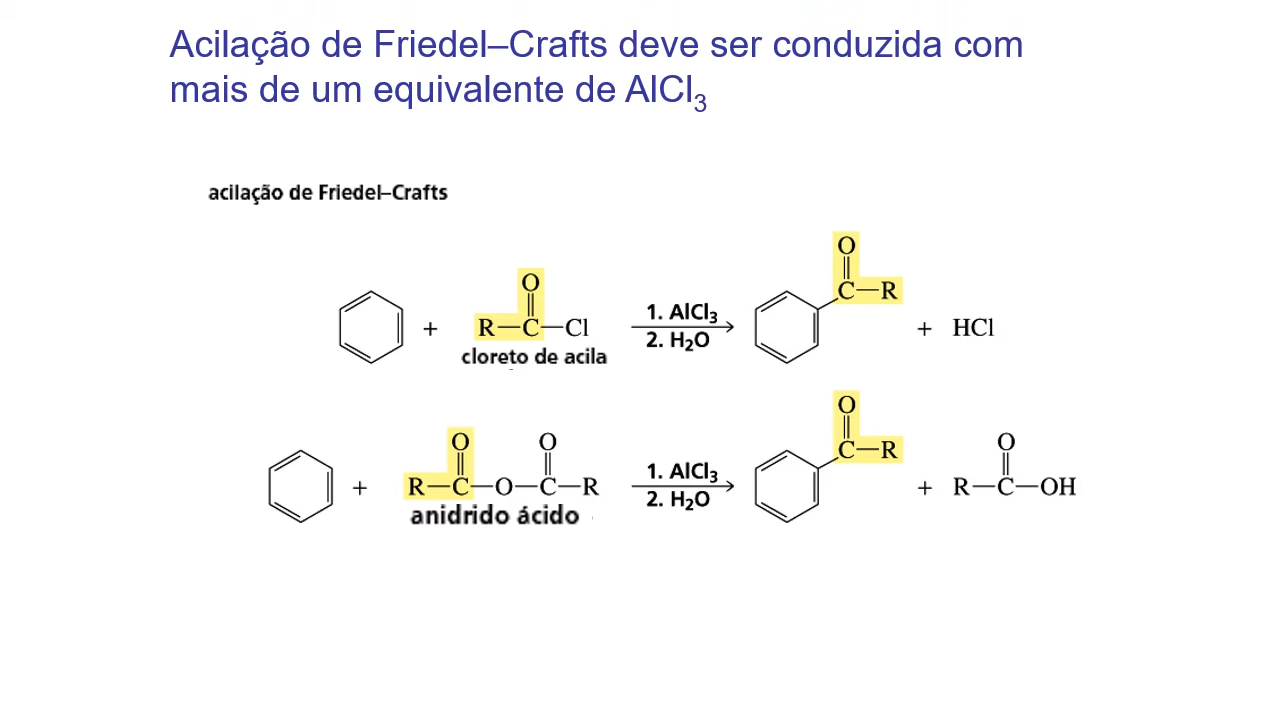 Acilação de Friedel–Crafts deve ser conduzida com
mais de um equivalente de AlCl₃
acilação de Friedel–Crafts
O
O
C—R
+
R—C—Cl
1. AlCl₃
2. H₂O
+ HCl
cloreto de acila
O
O
O
C—R
O
+
R—C—O—C—R
1. AlCl₃
2. H₂O
+
R—C—OH
anidrido ácido